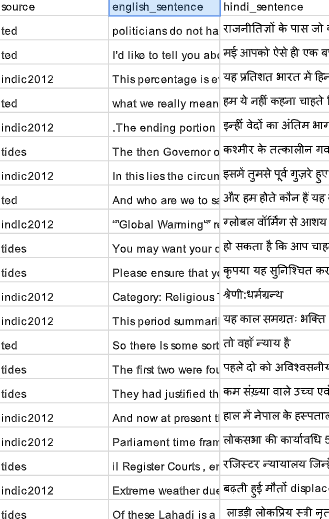 source english_sentence hindi_sentence
ted politicians do not ha राजनीतिज्ञों के पास जो
ted I'd like to tell you abo मई आपको ऐसे ही एक ब
indic2012 This percentage is e यह प्रतिशत भारत मे हिन
ted what we really mean हम ये नहीं कहना चाहते
indic2012 .The ending portion इन्हीं वेदों का अंतिम भाग
tides The then Governor o कश्मीर के तत्कालीन गव
indic2012 In this lies the circum इसमें तुमसे पूर्व गुज़रे हुए
ted And who are we to sa और हम होते कौन हैं यह
indic2012 “”Global Warming“” r ग्लोबल वॉर्मिंग से आशय
tides You may want your c हो सकता है कि आप चाह
tides Please ensure that yo कृपया यह सुनिश्चित कर
indic2012 Category: Religious श्रेणी:धर्मग्रन्थ
indic2012 This period summari यह काल समग्रतः भक्ति
ted So there Is some sort तो वहाँ न्याय है
tides The first two were fou पहले दो को अविश्वसनीय
tides They had justified th कम संख़्या वाले उच्च एवं
indic2012 And now at present t हाल में नेपाल के हस्पताल
indic2012 Parliament time fram लोकसभा की कार्यावधि 5
tides il Register Courts , er रजिस्टर न्यायालय जिन्हें
indic2012 Extreme weather due बढती हुई मौतों displac
tides Of these Lahadi is a लाड़ी लोकप्रिय स्त्री नृत